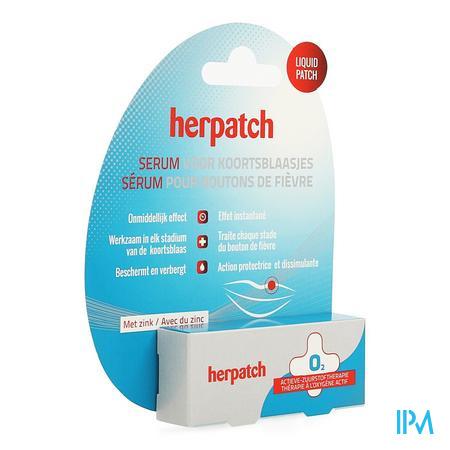 LIQUID
PATCH
herpatch
SERUM VOOR KOORTSBLAASJES
SÉRUM POUR BOUTONS DE FIÈVRE
Onmiddellijk effect
Effet instantané
Werkzaam in elk stadium
van de koortsblaas
Traite chaque stade
du bouton de fièvre
Beschermt en verbergt
Action protectrice et dissimulante
Met zink / Avec du zinc
herpatch
O2
ACTIEVE-ZUURSTOFTHERAPIE
THÉRAPIE À L'OXYGÈNE ACTIF
IPM